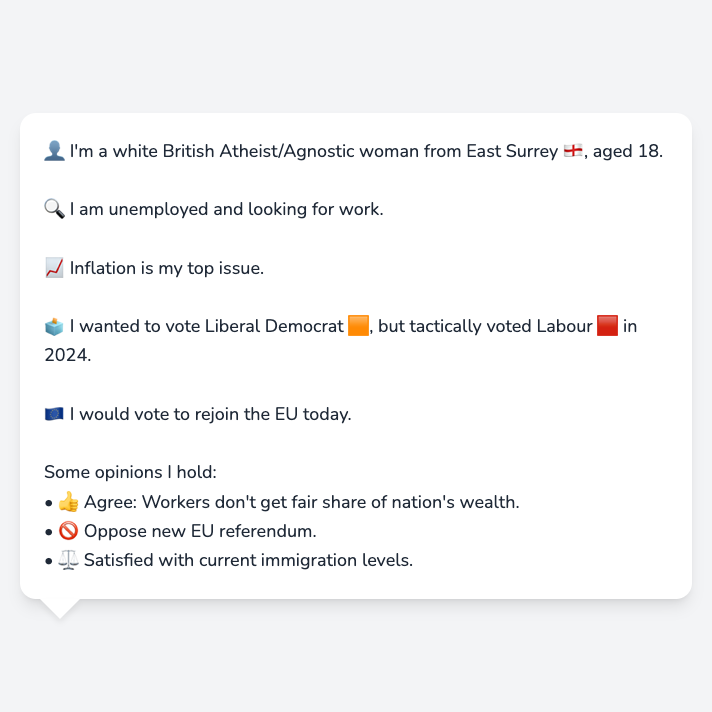 👤 I'm a white British Atheist/Agnostic woman from East Surrey 🏴󠁧󠁢󠁥󠁮󠁧󠁿, aged 18.
🔍 I am unemployed and looking for work.
📈 Inflation is my top issue.
🗳️ I wanted to vote Liberal Democrat 🟧, but tactically voted Labour 🟥 in
2024.
🇪🇺 I would vote to rejoin the EU today.
Some opinions I hold:
• 👍 Agree: Workers don't get fair share of nation's wealth.
• 🚫 Oppose new EU referendum.
• ⚖️ Satisfied with current immigration levels.